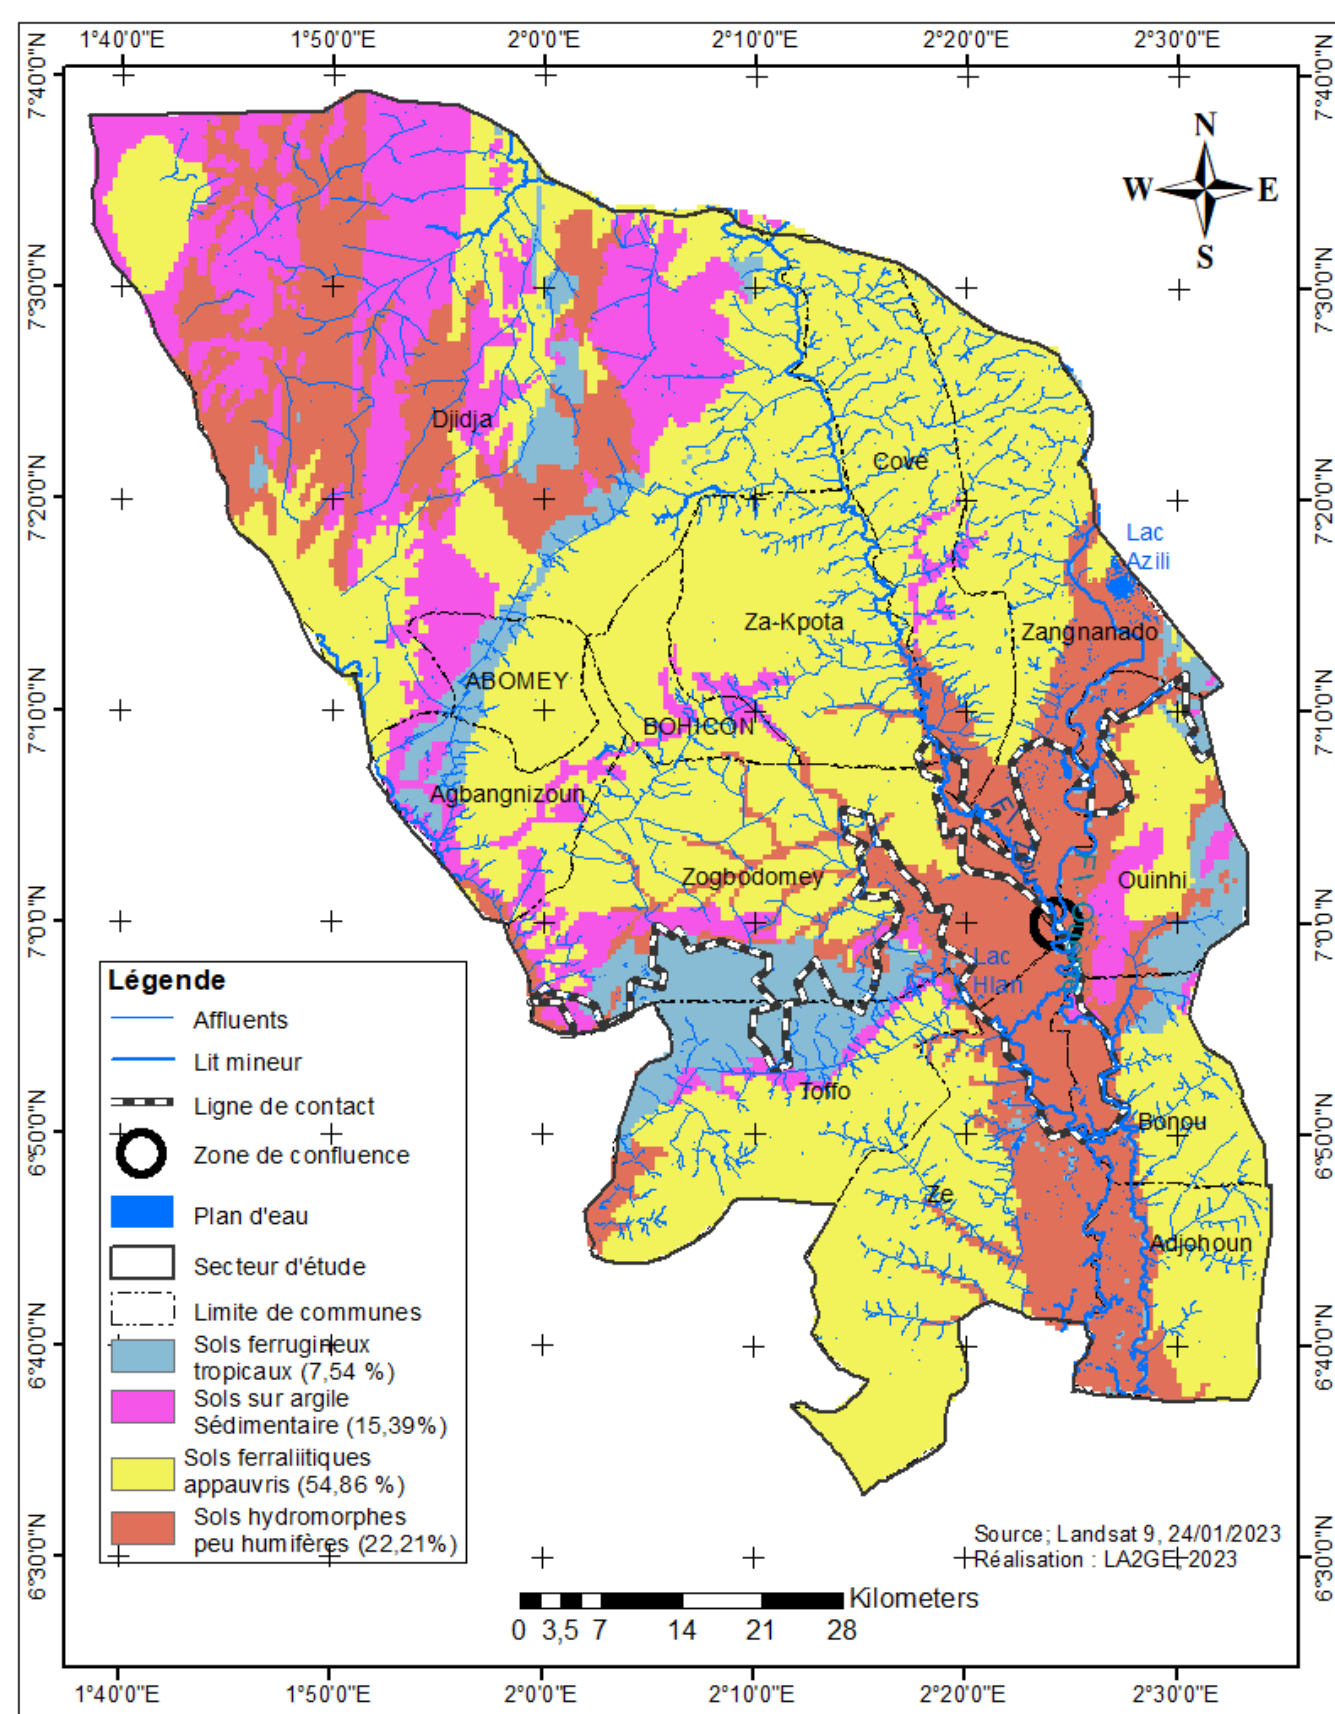 1°40'0"E 1°50'0"E 2°0'0"E 2°10'0"E 2°20'0"E 2°30'0"E
7°40'0"N 7°40'0"N
N
W E
S
7°30'0"N 7°30'0"N
Djidja
Cove
7°20'0"N 7°20'0"N
Lac
Azili
Za-Kpota
Zangnanado
ABOMEY
7°10'0"N 7°10'0"N
BOHICON
Agbangnizoun
Zogbodomey
Ouinhi
7°0'0"N 7°0'0"N
Lac
Hlan
Toffo
Bonou
6°50'0"N 6°50'0"N
Ze
Adjohoun
6°40'0"N 6°40'0"N
6°30'0"N 6°30'0"N
Légende
Affluents
Lit mineur
Ligne de contact
Zone de confluence
Plan d'eau
Secteur d'étude
Limite de communes
Sols ferrugineux
tropicaux (7,54 %)
Sols sur argile
Sédimentaire (15,39%)
Sols ferraliitiques
appauvris (54,86 %)
Sols hydromorphes
peu humifères (22,21%)
Source; Landsat 9, 24/01/2023
Réalisation : LA2GE, 2023
Kilometers
0 3,5 7 14 21 28
1°40'0"E 1°50'0"E 2°0'0"E 2°10'0"E 2°20'0"E 2°30'0"E